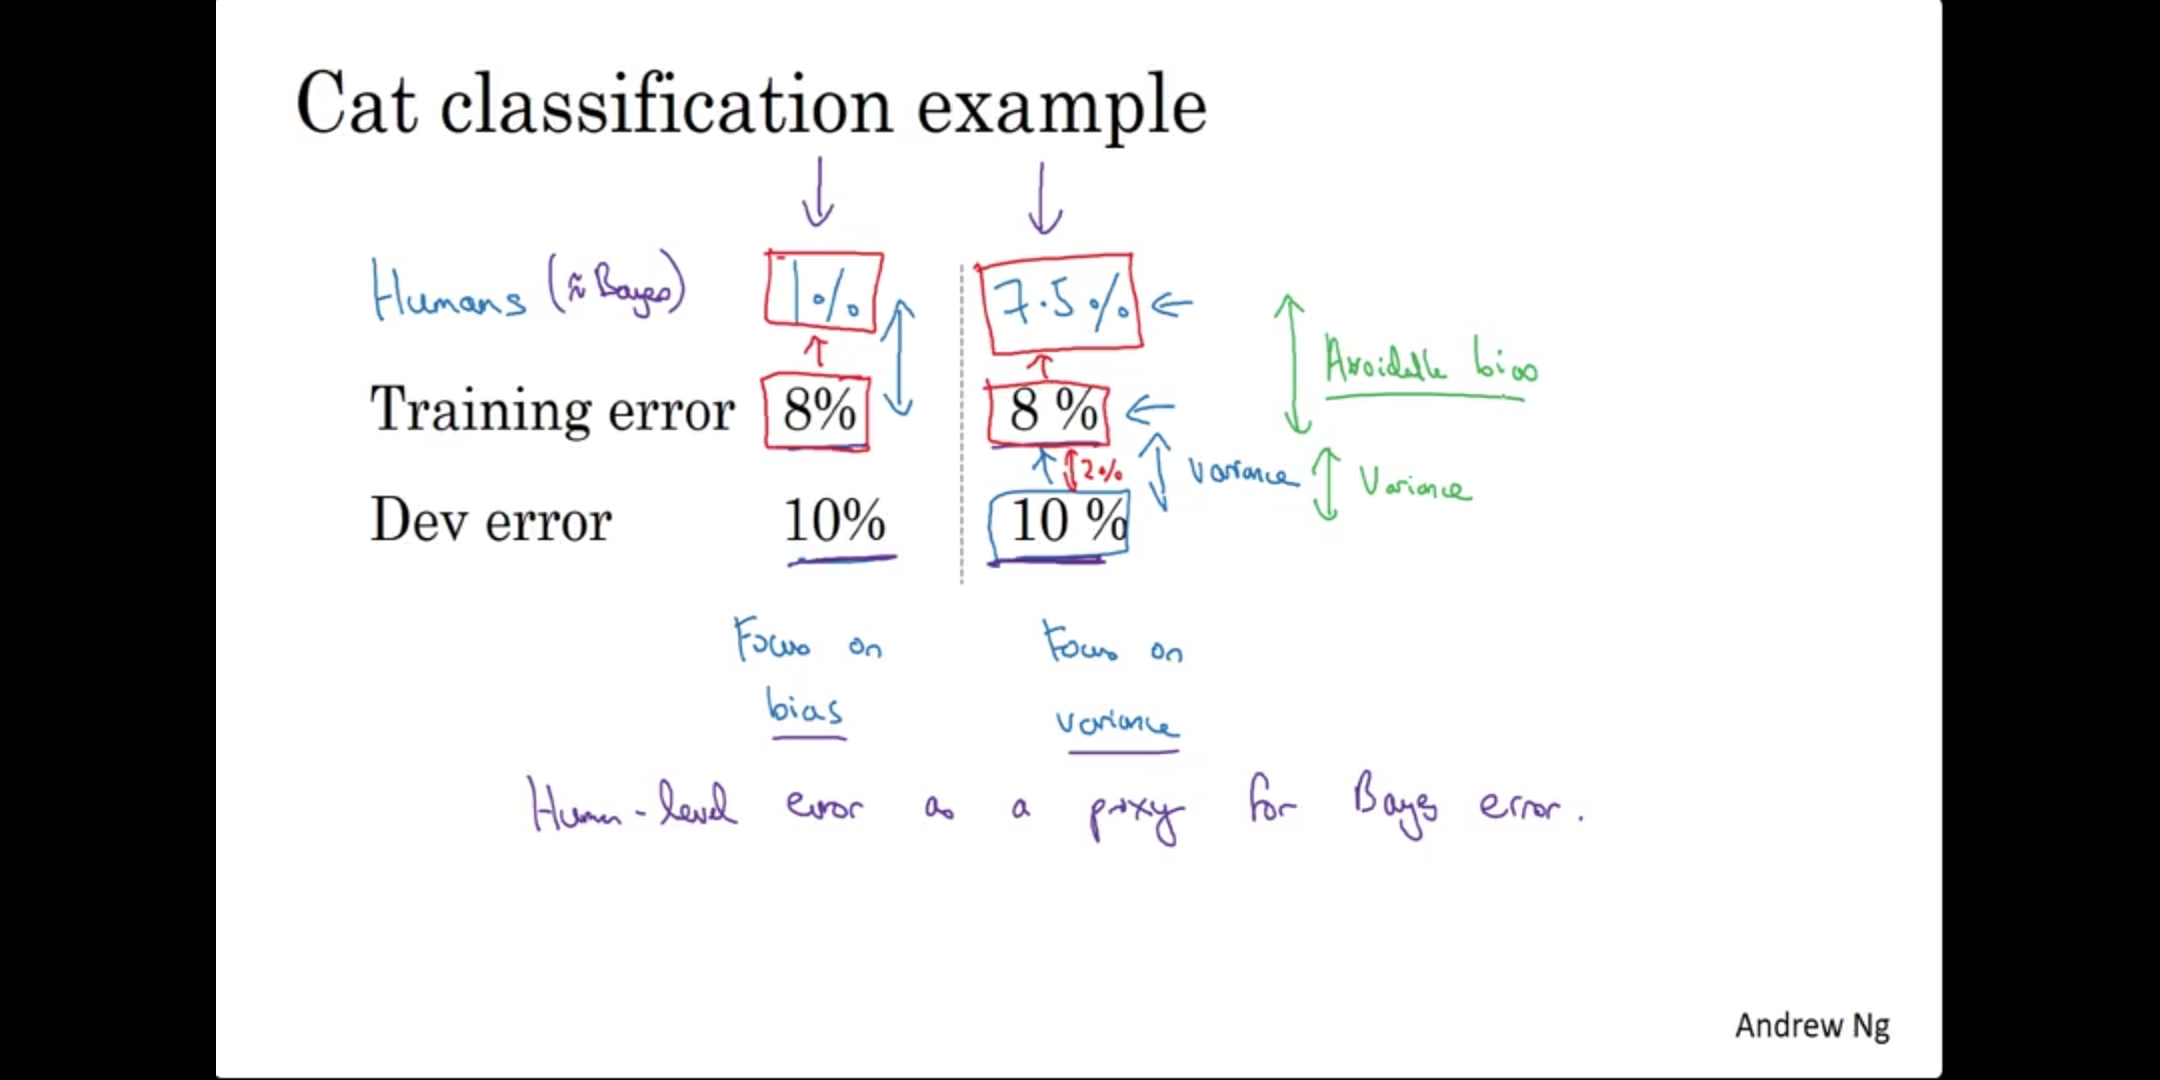 Cat classification example
Humans (≈ Bayes) 1% 7.5%
Avoidable bias
Training error 8% 8 %
2% Variance Variance
Dev error 10% 10 %
Focus on Focus on
bias variance
Human-level error as a proxy for Bayes error.
Andrew Ng